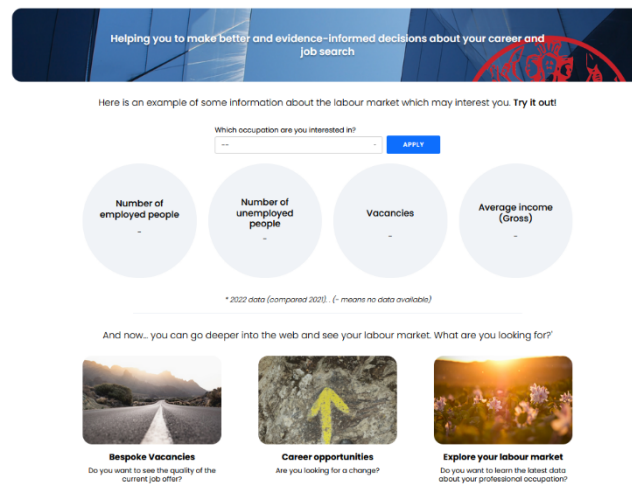 Helping you to make better and evidence-informed decisions about your career and
job search
Here is an example of some information about the labour market which may interest you. Try it out!
Which occupation are you interested in?
--
APPLY
Number of
employed people
-
Number of
unemployed
people
-
Vacancies
-
Average income
(Gross)
-
* 2022 data (compared 2021). . (- means no data available)
And now... you can go deeper into the web and see your labour market. What are you looking for?'
Bespoke Vacancies
Do you want to see the quality of the
current job offer?
Career opportunities
Are you looking for a change?
Explore your labour market
Do you want to learn the latest data
about your professional occupation?